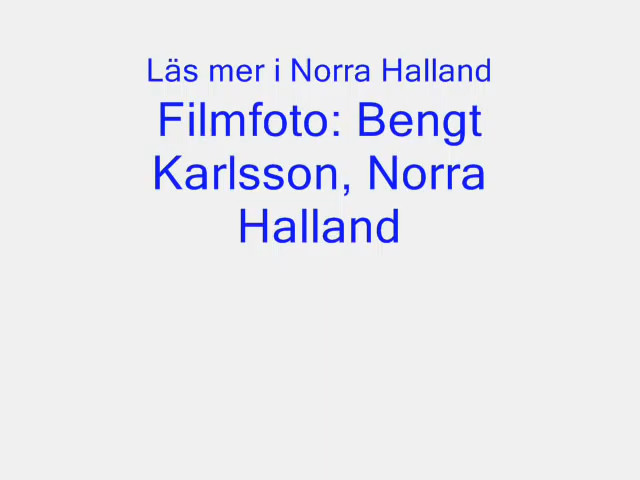 Läs mer i Norra Halland
Filmfoto: Bengt
Karlsson, Norra
Halland